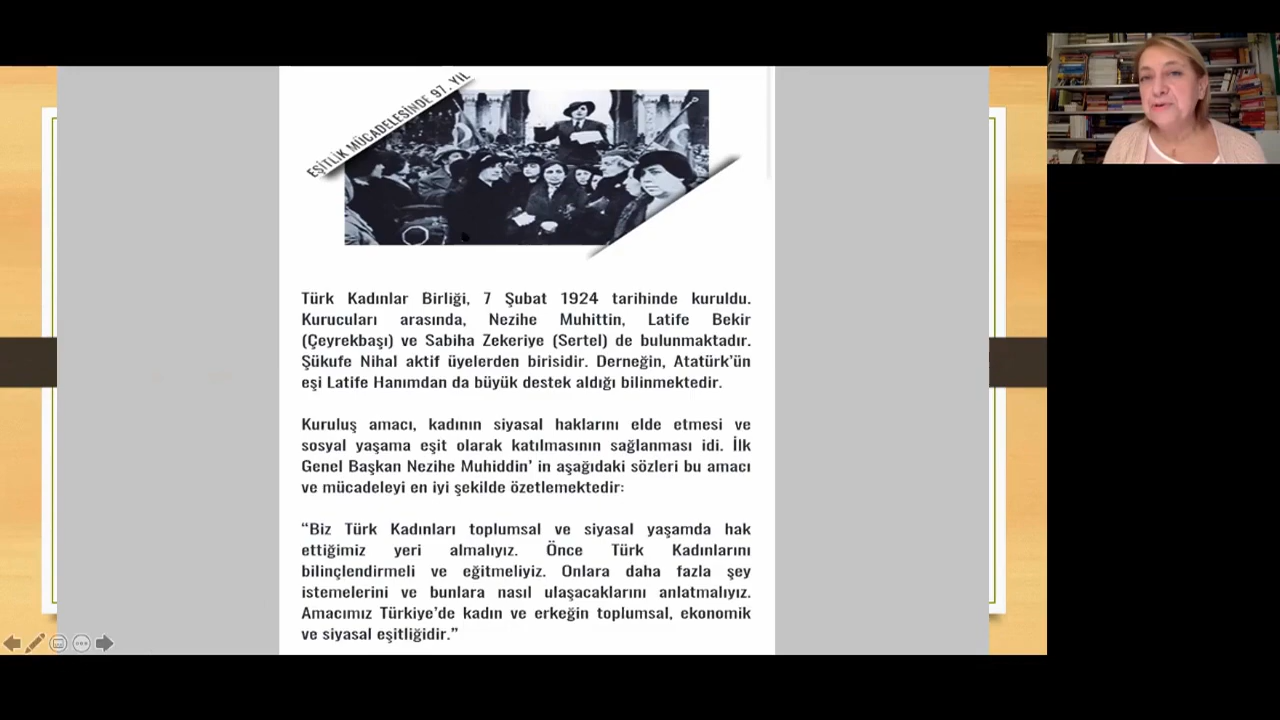 EŞİTLİK MÜCADELESİNDE 97. YIL
Türk Kadınlar Birliği, 7 Şubat 1924 tarihinde kuruldu.
Kurucuları arasında, Nezihe Muhittin, Latife Bekir
(Çeyrekbaşı) ve Sabiha Zekeriye (Sertel) de bulunmaktadır.
Şükufe Nihal aktif üyelerden birisidir. Derneğin, Atatürk’ün
eşi Latife Hanımdan da büyük destek aldığı bilinmektedir.
Kuruluş amacı, kadının siyasal haklarını elde etmesi ve
sosyal yaşama eşit olarak katılmasının sağlanması idi. İlk
Genel Başkan Nezihe Muhiddin’ in aşağıdaki sözleri bu amacı
ve mücadeleyi en iyi şekilde özetlemektedir:
“Biz Türk Kadınları toplumsal ve siyasal yaşamda hak
ettiğimiz yeri almalıyız. Önce Türk Kadınlarını
bilinçlendirmeli ve eğitmeliyiz. Onlara daha fazla şey
istemelerini ve bunlara nasıl ulaşacaklarını anlatmalıyız.
Amacımız Türkiye’de kadın ve erkeğin toplumsal, ekonomik
ve siyasal eşitliğidir.”